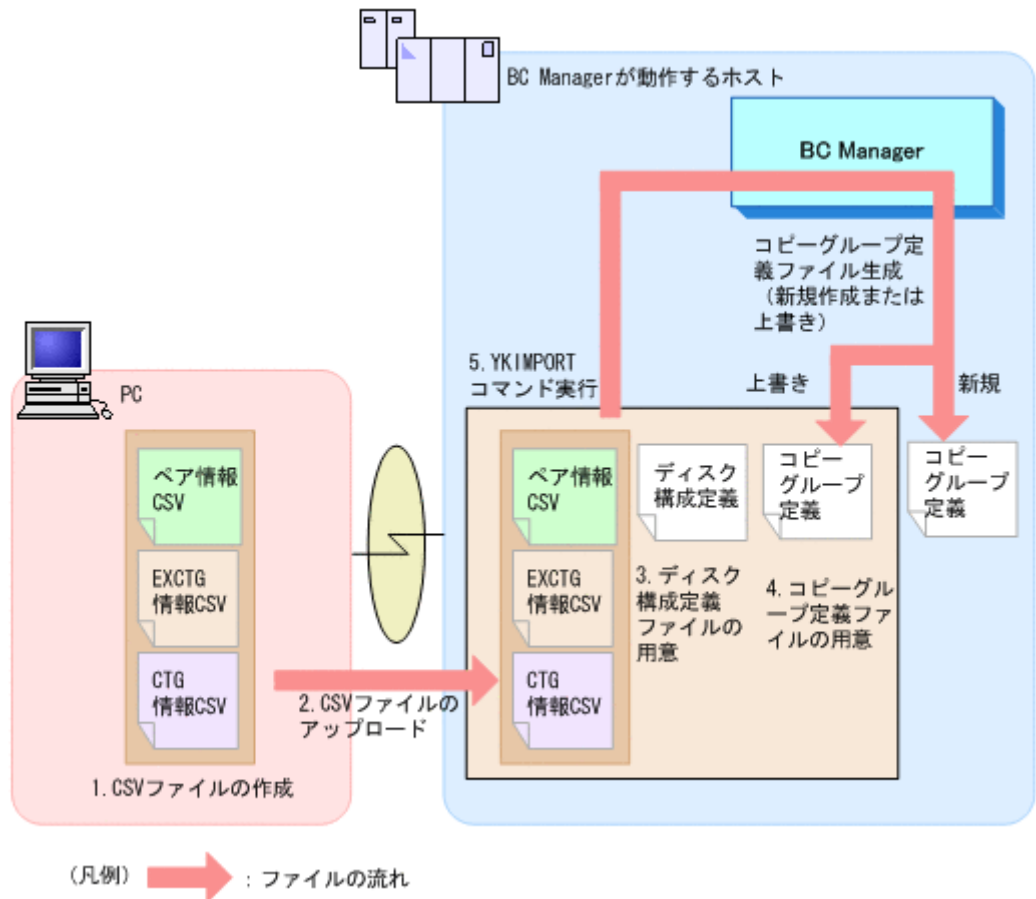 BC Managerが動作するホスト
BC Manager
コピーグループ定
義ファイル生成
（新規作成または
上書き）
上書き
新規
5.YKIMPORT
コマンド実行
PC
ペア情報
CSV
EXCTG
情報CSV
CTG
情報CSV
1.CSVファイルの作成
2.CSVファイルの
アップロード
ペア情報
CSV
EXCTG
情報CSV
CTG
情報CSV
ディスク
構成定義
3.ディスク
構成定義
ファイルの
用意
コピー
グループ
定義
4.コピーグル
ープ定義ファ
イルの用意
コピー
グループ
定義
（凡例）
：ファイルの流れ